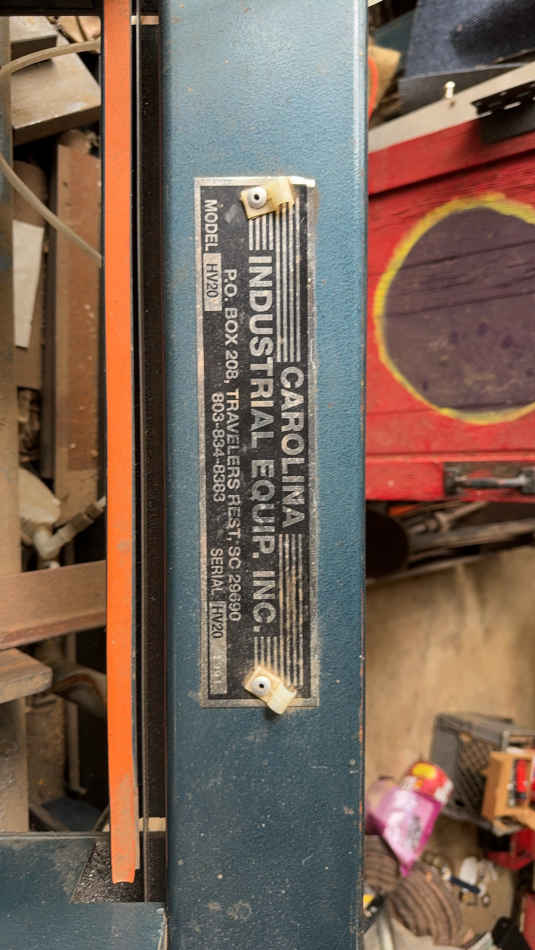 CAROLINA
INDUSTRIAL EQUIP. INC.
P.O. BOX 208, TRAVELERS REST, SC 29690
803-834-8383
MODEL HV20 SERIAL HV20